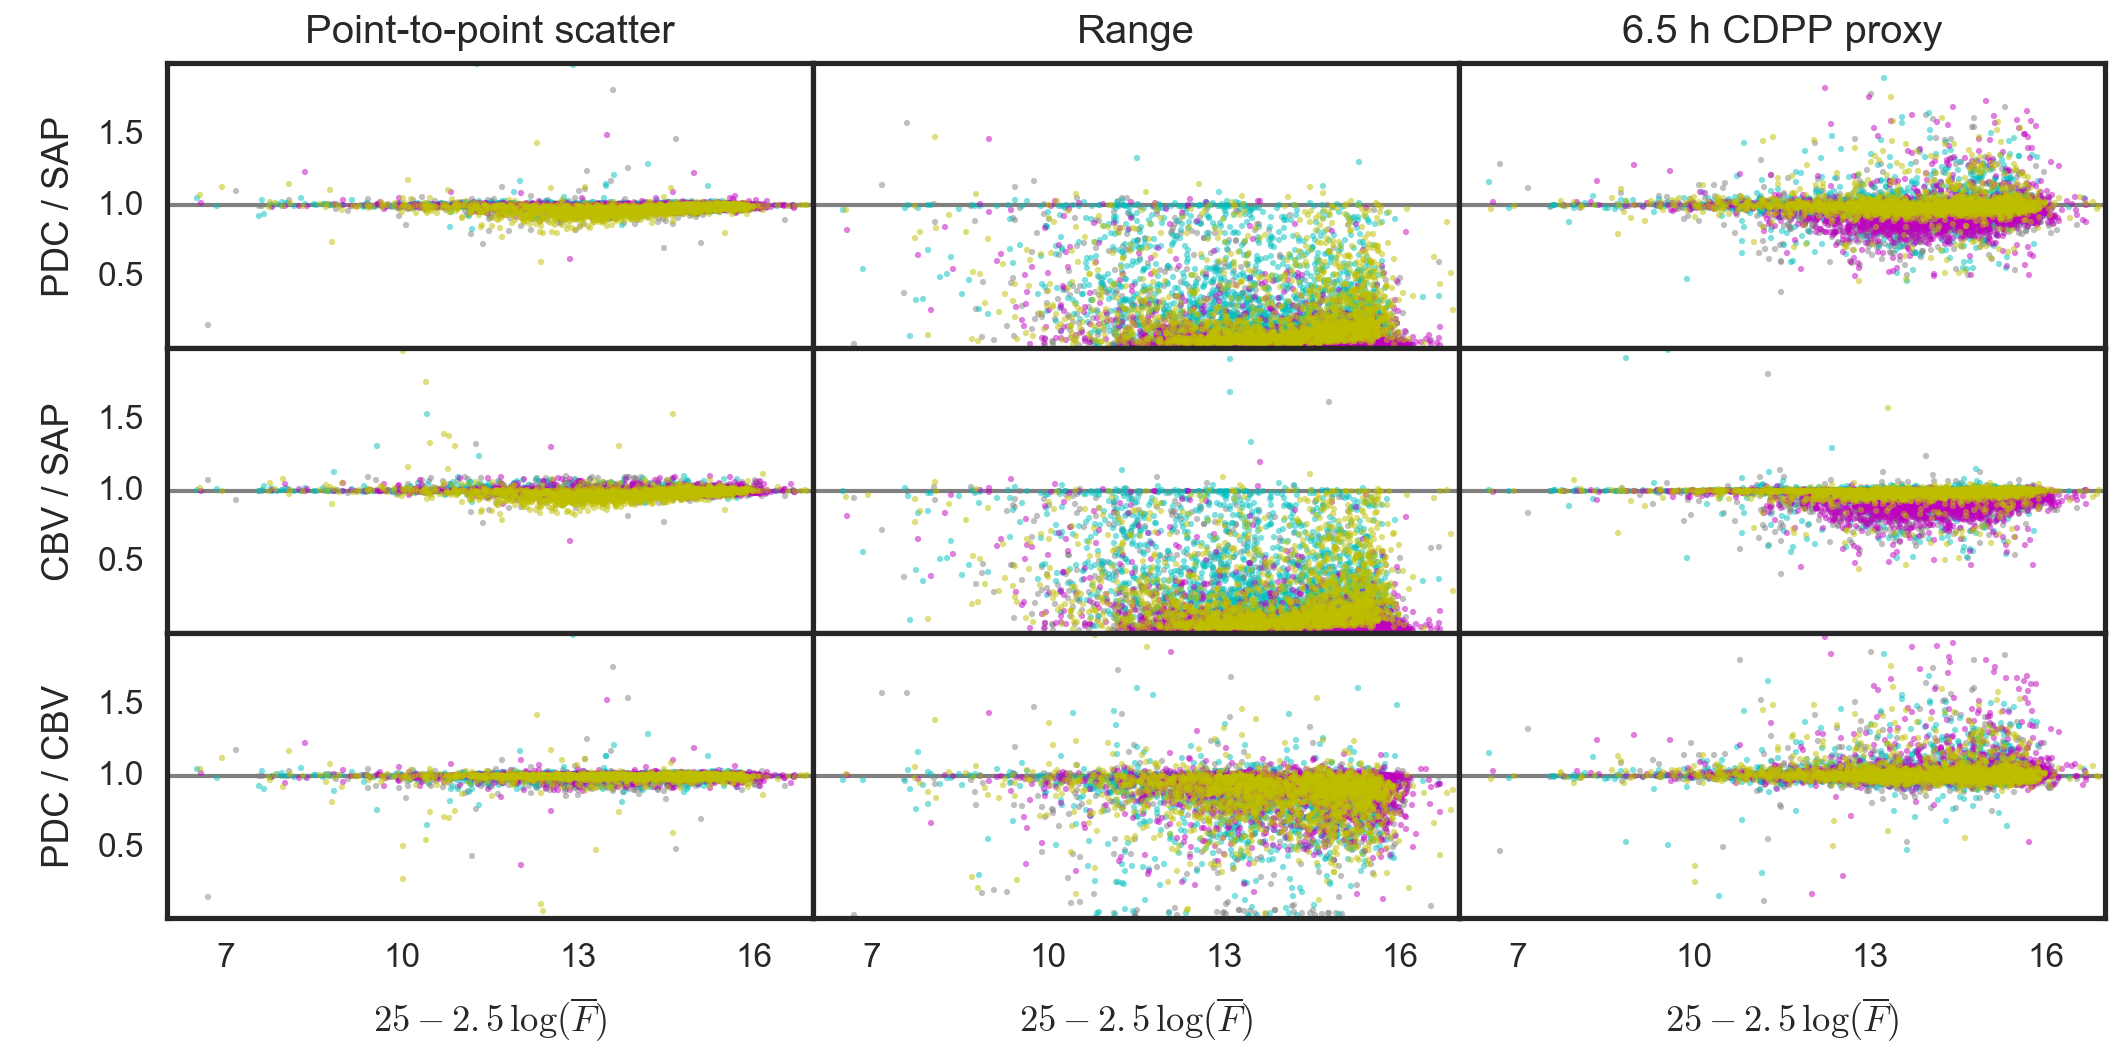 Point-to-point scatter Range 6.5 h CDPP proxy
PDC / SAP
1.5
1.0
0.5
CBV / SAP
1.5
1.0
0.5
PDC / CBV
1.5
1.0
0.5
7 10 13 16 7 10 13 16 7 10 13 16
25 − 2.5 log(F̅) 25 − 2.5 log(F̅) 25 − 2.5 log(F̅)